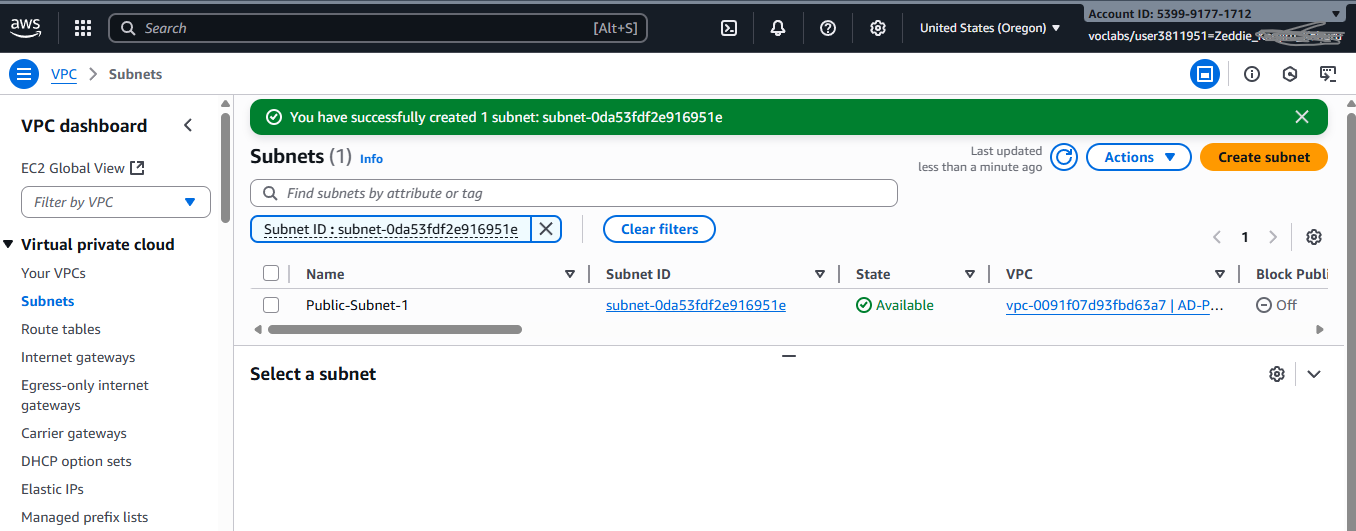 aws
Search
[Alt+S]
United States (Oregon)
Account ID: 5399-9177-1712
voclabs/user3811951=Zeddie_
VPC
Subnets
You have successfully created 1 subnet: subnet-0da53fdf2e916951e
VPC dashboard
EC2 Global View
Filter by VPC
Virtual private cloud
Your VPCs
Subnets
Route tables
Internet gateways
Egress-only internet
gateways
Carrier gateways
DHCP option sets
Elastic IPs
Managed prefix lists
Subnets (1) Info
Last updated
less than a minute ago
Actions
Create subnet
Find subnets by attribute or tag
Subnet ID : subnet-0da53fdf2e916951e
Clear filters
1
Name Subnet ID State VPC Block Publi
Public-Subnet-1 subnet-0da53fdf2e916951e Available vpc-0091f07d93fbd63a7 | AD-P... Off
Select a subnet